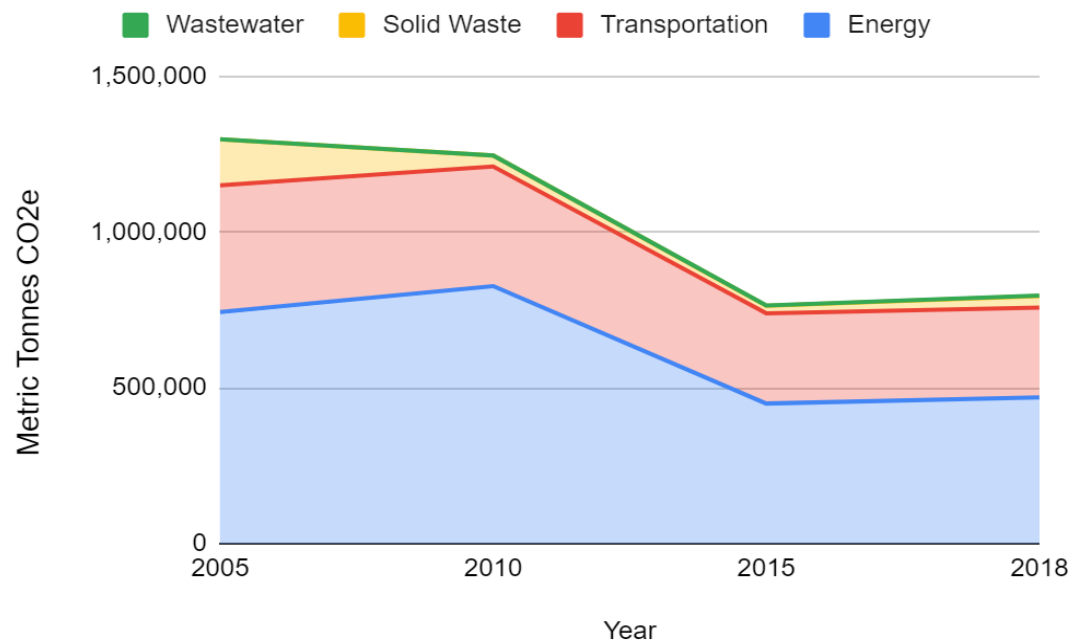 Wastewater Solid Waste Transportation Energy
1,500,000
1,000,000
500,000
0
Metric Tonnes CO2e
2005 2010 2015 2018
Year